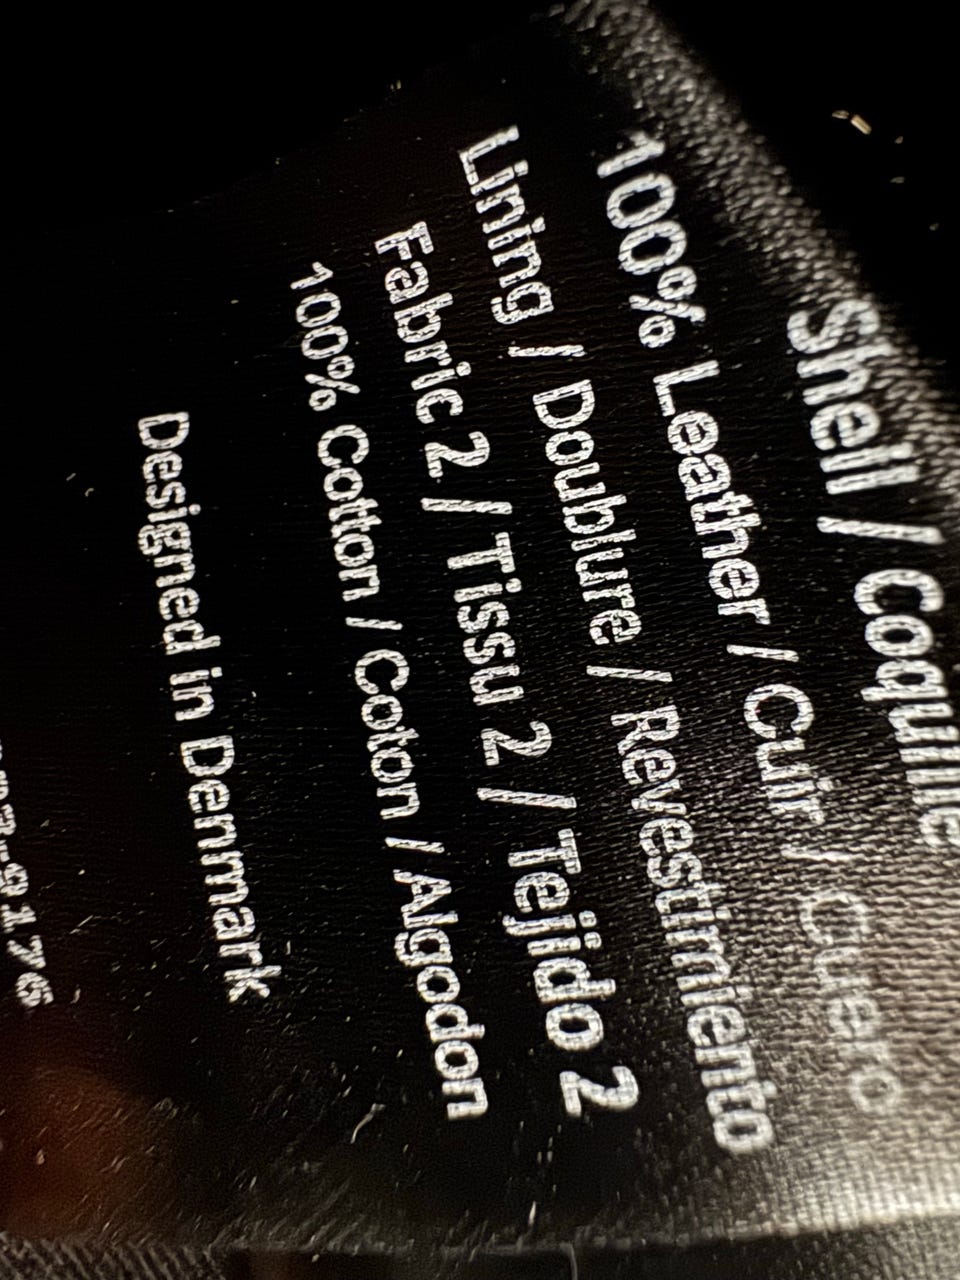 Shell / Coquille
100% Leather / Cuir / Cuero
Lining / Doublure / Revestimiento
Fabric 2 / Tissu 2 / Tejido 2
100% Cotton / Coton / Algodon
Designed in Denmark